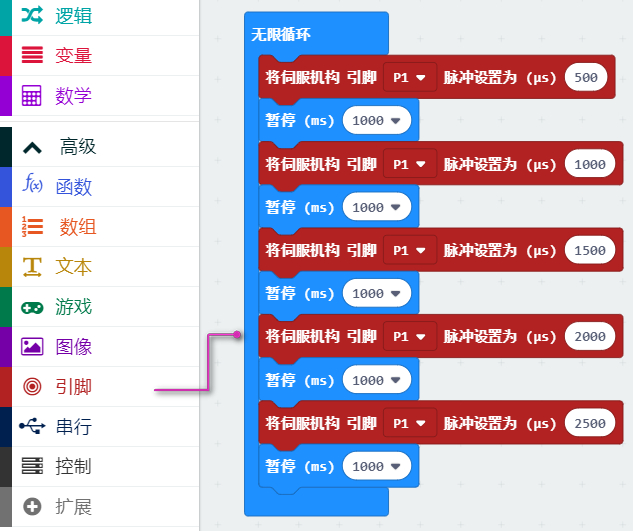 逻辑
变量
数学
高级
函数
数组
文本
游戏
图像
引脚
串行
控制
扩展
无限循环
将伺服机构 引脚 P1 脉冲设置为 (µs) 500
暂停 (ms) 1000
将伺服机构 引脚 P1 脉冲设置为 (µs) 1000
暂停 (ms) 1000
将伺服机构 引脚 P1 脉冲设置为 (µs) 1500
暂停 (ms) 1000
将伺服机构 引脚 P1 脉冲设置为 (µs) 2000
暂停 (ms) 1000
将伺服机构 引脚 P1 脉冲设置为 (µs) 2500
暂停 (ms) 1000